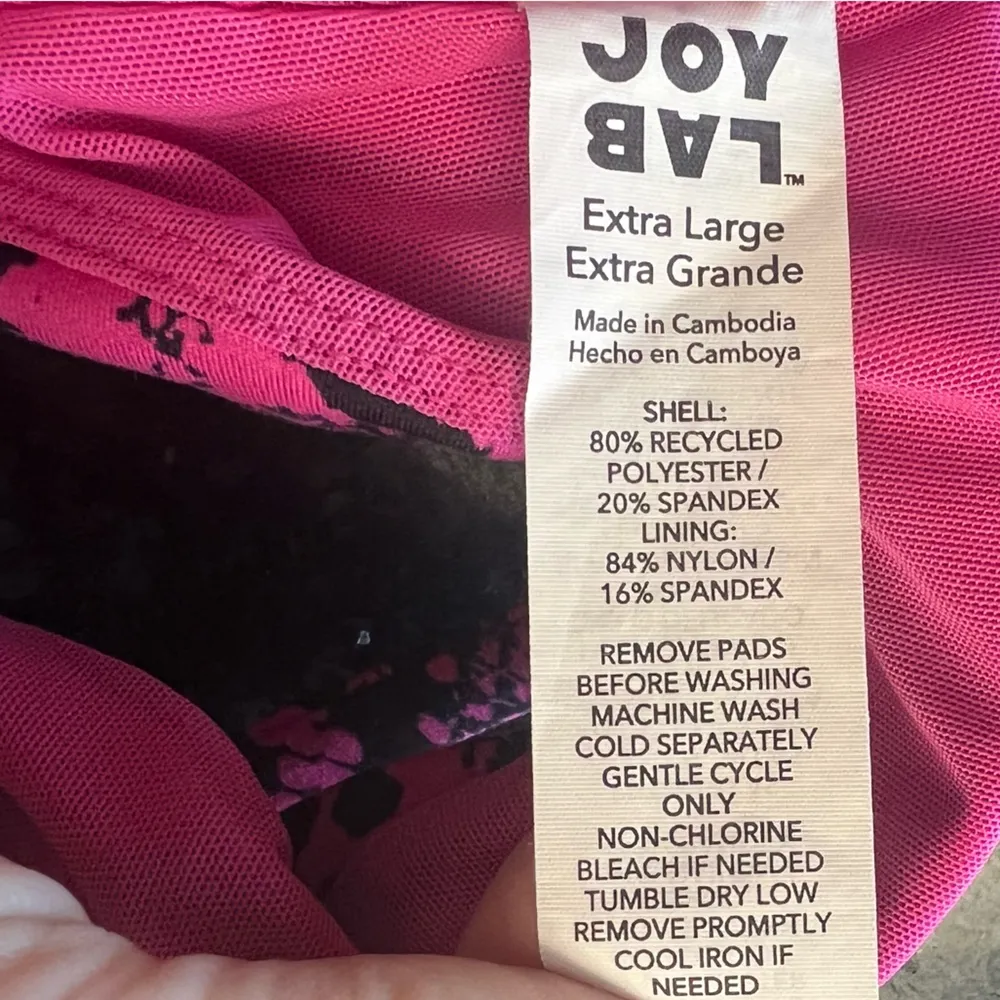 JOY
LAB™
Extra Large
Extra Grande
Made in Cambodia
Hecho en Camboya
SHELL:
80% RECYCLED
POLYESTER /
20% SPANDEX
LINING:
84% NYLON /
16% SPANDEX
REMOVE PADS
BEFORE WASHING
MACHINE WASH
COLD SEPARATELY
GENTLE CYCLE
ONLY
NON-CHLORINE
BLEACH IF NEEDED
TUMBLE DRY LOW
REMOVE PROMPTLY
COOL IRON IF
NEEDED